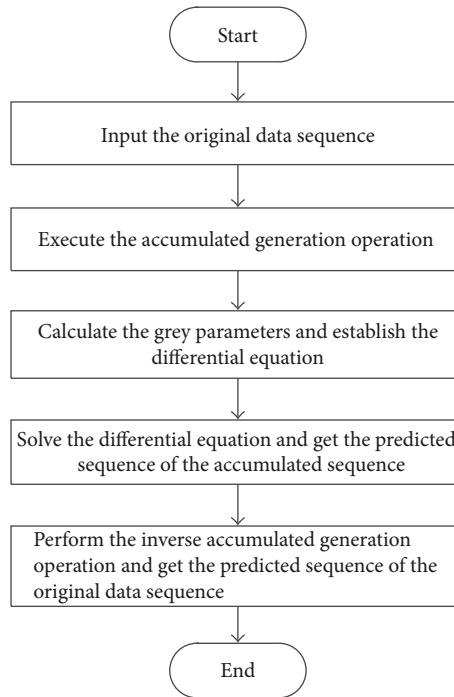 Start
Input the original data sequence
Execute the accumulated generation operation
Calculate the grey parameters and establish the
differential equation
Solve the differential equation and get the predicted
sequence of the accumulated sequence
Perform the inverse accumulated generation
operation and get the predicted sequence of the
original data sequence
End